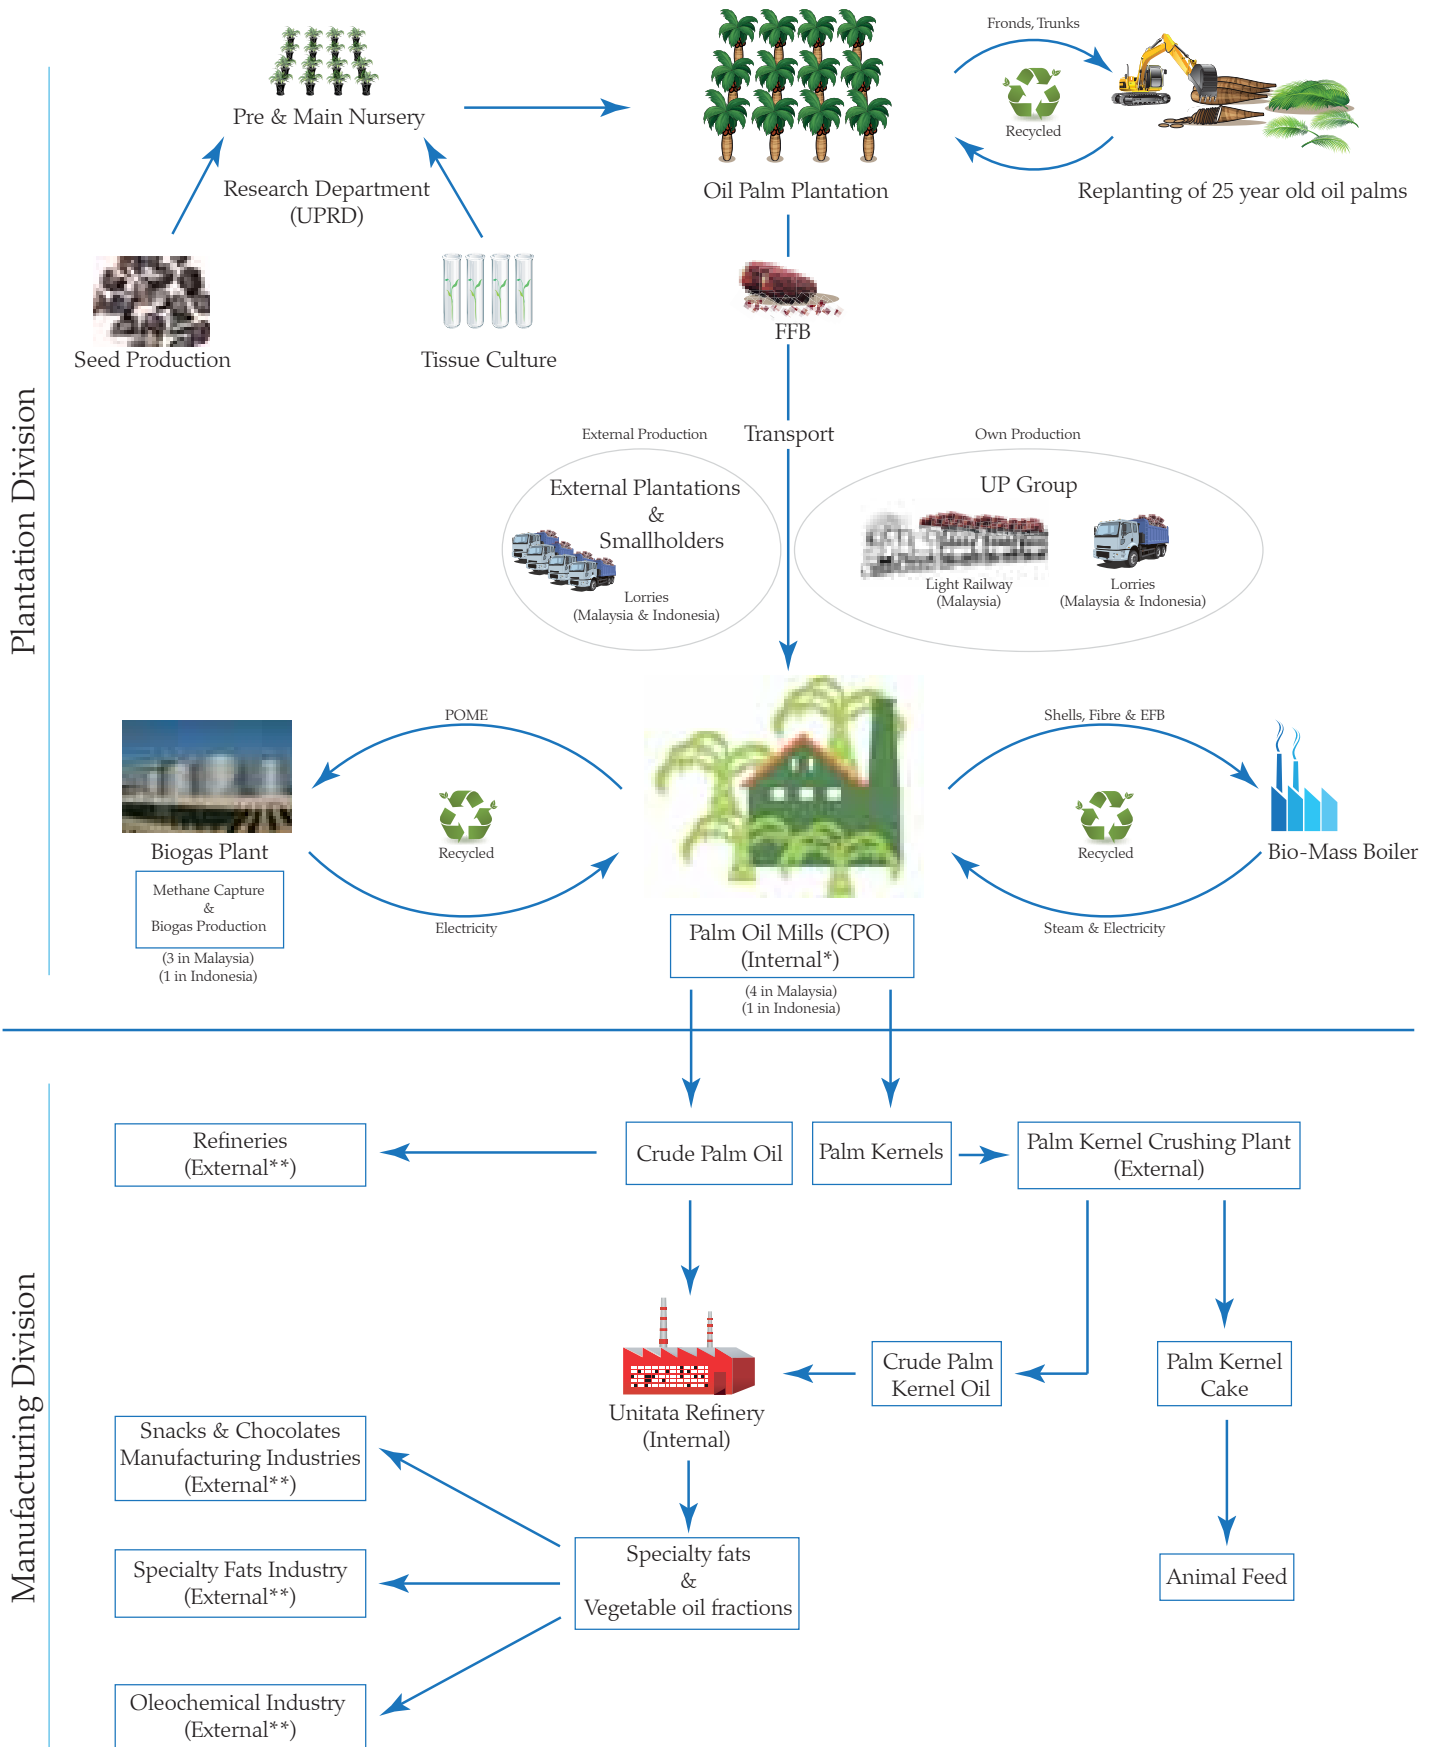 Fronds, Trunks
Recycled
Pre & Main Nursery
Research Department
(UPRD)
Oil Palm Plantation
Replanting of 25 year old oil palms
Seed Production
Tissue Culture
FFB
Plantation Division
External Production
Transport
Own Production
External Plantations
&
Smallholders
Lorries
(Malaysia & Indonesia)
UP Group
Light Railway
(Malaysia)
Lorries
(Malaysia & Indonesia)
POME
Recycled
Electricity
Shells, Fibre & EFB
Recycled
Steam & Electricity
Biogas Plant
Methane Capture
&
Biogas Production
(3 in Malaysia)
(1 in Indonesia)
Bio-Mass Boiler
Palm Oil Mills (CPO)
(Internal*)
(4 in Malaysia)
(1 in Indonesia)
Manufacturing Division
Refineries
(External**)
Crude Palm Oil
Palm Kernels
Palm Kernel Crushing Plant
(External)
Unitata Refinery
(Internal)
Crude Palm
Kernel Oil
Palm Kernel
Cake
Snacks & Chocolates
Manufacturing Industries
(External**)
Specialty Fats Industry
(External**)
Specialty fats
&
Vegetable oil fractions
Animal Feed
Oleochemical Industry
(External**)